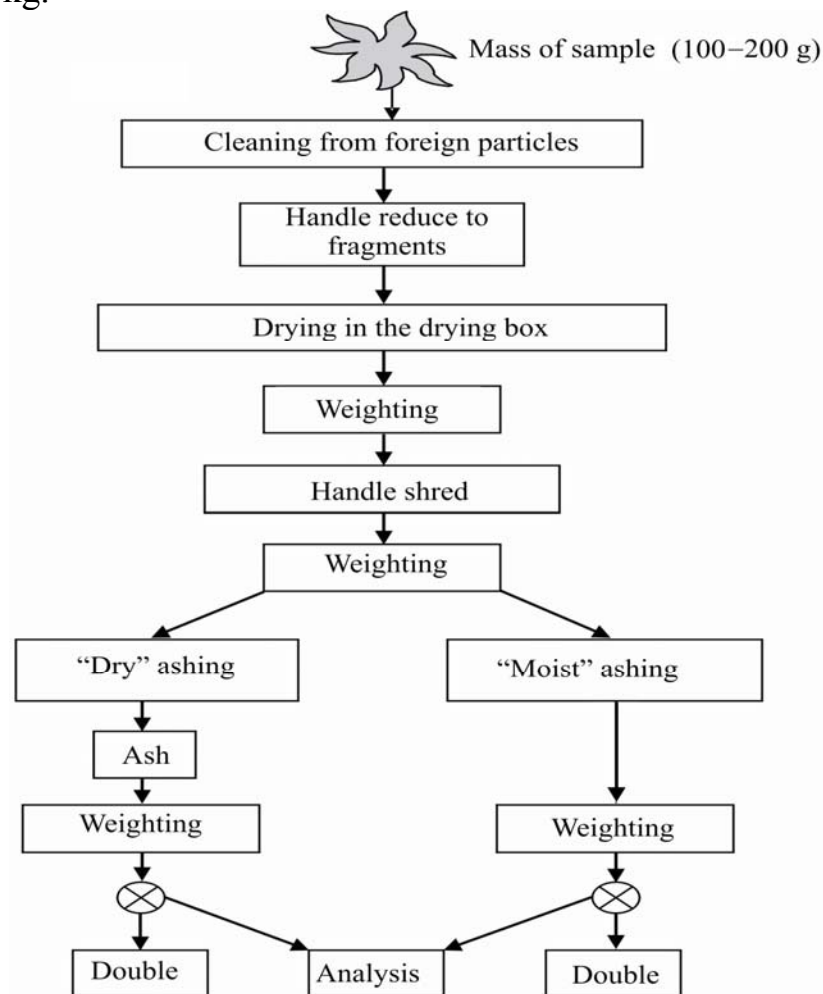 kg.
Mass of sample (100–200 g)
Cleaning from foreign particles
Handle reduce to
fragments
Drying in the drying box
Weighting
Handle shred
Weighting
“Dry” ashing
“Moist” ashing
Ash
Weighting
Weighting
Double
Analysis
Double